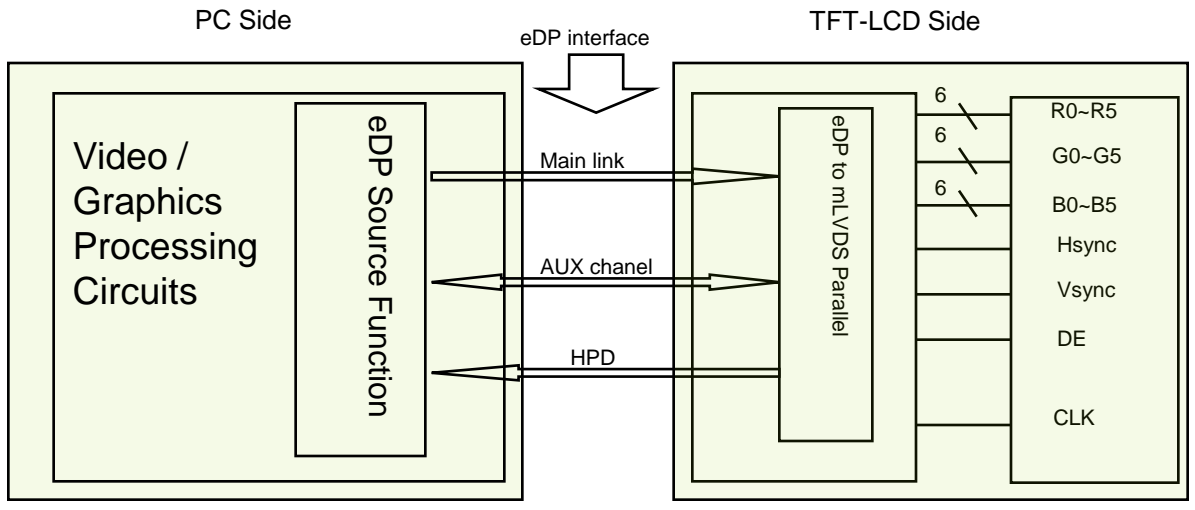 PC Side
eDP interface
TFT-LCD Side
Video /
Graphics
Processing
Circuits
eDP Source Function
Main link
AUX chanel
HPD
eDP to mLVDS Parallel
6
R0~R5
6
G0~G5
6
B0~B5
Hsync
Vsync
DE
CLK